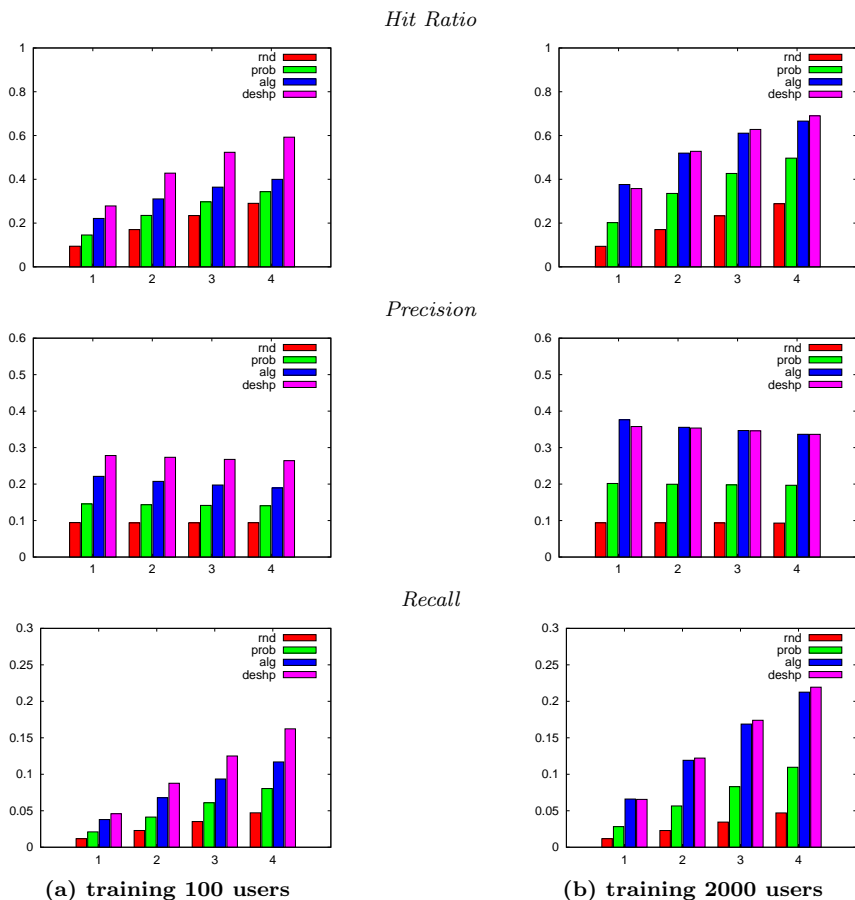 Hit Ratio
1
0.8
0.6
0.4
0.2
0
rnd
prob
alg
deshp
1 2 3 4
1
0.8
0.6
0.4
0.2
0
rnd
prob
alg
deshp
1 2 3 4
Precision
0.6
0.5
0.4
0.3
0.2
0.1
0
rnd
prob
alg
deshp
1 2 3 4
0.6
0.5
0.4
0.3
0.2
0.1
0
rnd
prob
alg
deshp
1 2 3 4
Recall
0.3
0.25
0.2
0.15
0.1
0.05
0
rnd
prob
alg
deshp
1 2 3 4
0.3
0.25
0.2
0.15
0.1
0.05
0
rnd
prob
alg
deshp
1 2 3 4
(a) training 100 users
(b) training 2000 users